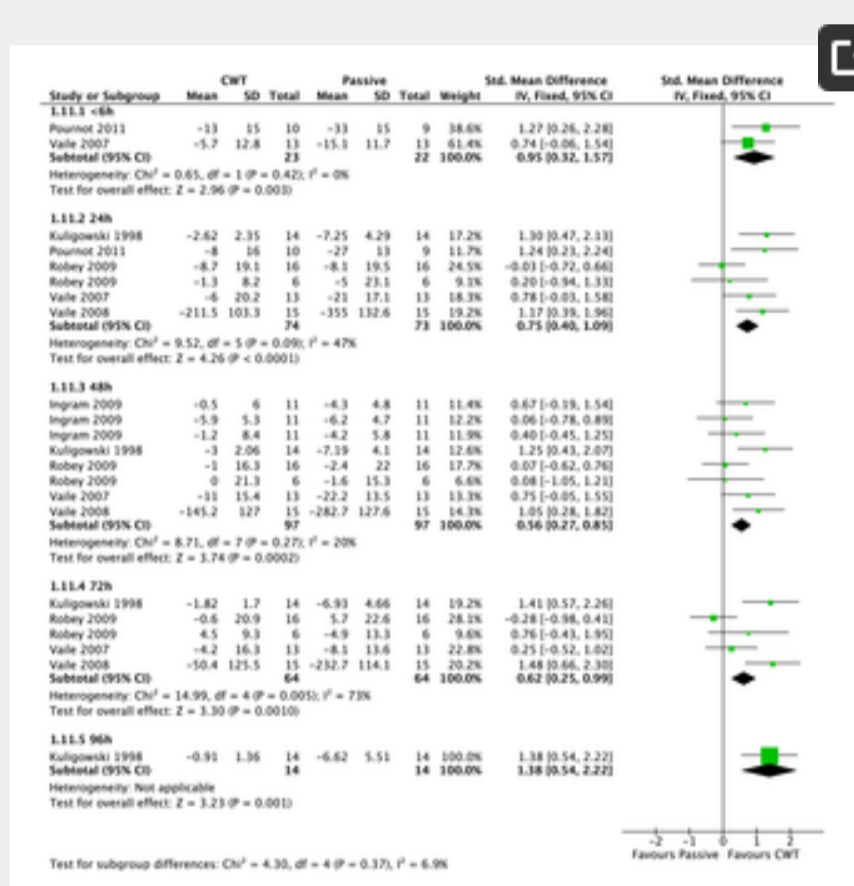 CWT Passive Std. Mean Difference Std. Mean Difference
Study or Subgroup Mean SD Total Mean SD Total Weight IV, Fixed, 95% CI IV, Fixed, 95% CI
1.11.1 <6h
Pournot 2011 -13 15 10 -33 15 9 38.6% 1.27 [0.26, 2.28]
Vaile 2007 -5.7 12.8 13 -15.1 11.7 13 61.4% 0.74 [-0.06, 1.54]
Subtotal (95% CI) 23 22 100.0% 0.95 [0.32, 1.57]
Heterogeneity: Chi² = 0.65, df = 1 (P = 0.42); I² = 0%
Test for overall effect: Z = 2.96 (P = 0.003)
1.11.2 24h
Kuligowski 1998 -2.62 2.35 14 -7.25 4.29 14 17.2% 1.30 [0.47, 2.13]
Pournot 2011 -8 16 10 -27 13 9 11.7% 1.24 [0.23, 2.24]
Robey 2009 -8.7 19.1 16 -8.1 19.5 16 24.5% -0.03 [-0.72, 0.66]
Robey 2009 -1.3 8.2 6 -5 23.1 6 9.1% 0.20 [-0.94, 1.33]
Vaile 2007 -6 20.2 13 -21 17.1 13 18.3% 0.78 [-0.03, 1.58]
Vaile 2008 -211.5 103.3 15 -355 132.6 15 19.2% 1.17 [0.39, 1.96]
Subtotal (95% CI) 74 73 100.0% 0.75 [0.40, 1.09]
Heterogeneity: Chi² = 9.52, df = 5 (P = 0.09); I² = 47%
Test for overall effect: Z = 4.26 (P < 0.0001)
1.11.3 48h
Ingram 2009 -0.5 6 11 -4.3 4.8 11 11.4% 0.67 [-0.19, 1.54]
Ingram 2009 -5.9 5.3 11 -6.2 4.7 11 12.2% 0.06 [-0.78, 0.89]
Ingram 2009 -1.2 8.4 11 -4.2 5.8 11 11.9% 0.40 [-0.45, 1.25]
Kuligowski 1998 -3 2.06 14 -7.19 4.1 14 12.6% 1.25 [0.43, 2.07]
Robey 2009 -1 16.3 16 -2.4 22 16 17.7% 0.07 [-0.62, 0.76]
Robey 2009 0 21.3 6 -1.6 15.3 6 6.6% 0.08 [-1.05, 1.21]
Vaile 2007 -11 15.4 13 -22.2 13.5 13 13.3% 0.75 [-0.05, 1.55]
Vaile 2008 -145.2 127 15 -282.7 127.6 15 14.3% 1.05 [0.28, 1.82]
Subtotal (95% CI) 97 97 100.0% 0.56 [0.27, 0.85]
Heterogeneity: Chi² = 8.71, df = 7 (P = 0.27); I² = 20%
Test for overall effect: Z = 3.74 (P = 0.0002)
1.11.4 72h
Kuligowski 1998 -1.82 1.7 14 -6.93 4.66 14 19.2% 1.41 [0.57, 2.26]
Robey 2009 -0.6 20.9 16 5.7 22.6 16 28.1% -0.28 [-0.98, 0.41]
Robey 2009 4.5 9.3 6 -4.9 13.3 6 9.6% 0.76 [-0.43, 1.95]
Vaile 2007 -4.2 16.3 13 -8.1 13.6 13 22.8% 0.25 [-0.52, 1.02]
Vaile 2008 -50.4 125.5 15 -232.7 114.1 15 20.2% 1.48 [0.66, 2.30]
Subtotal (95% CI) 64 64 100.0% 0.62 [0.25, 0.99]
Heterogeneity: Chi² = 14.99, df = 4 (P = 0.005); I² = 73%
Test for overall effect: Z = 3.30 (P = 0.0010)
1.11.5 96h
Kuligowski 1998 -0.91 1.36 14 -6.62 5.51 14 100.0% 1.38 [0.54, 2.22]
Subtotal (95% CI) 14 14 100.0% 1.38 [0.54, 2.22]
Heterogeneity: Not applicable
Test for overall effect: Z = 3.23 (P = 0.001)
-2 -1 0 1 2
Favours Passive Favours CWT
Test for subgroup differences: Chi² = 4.30, df = 4 (P = 0.37), I² = 6.9%